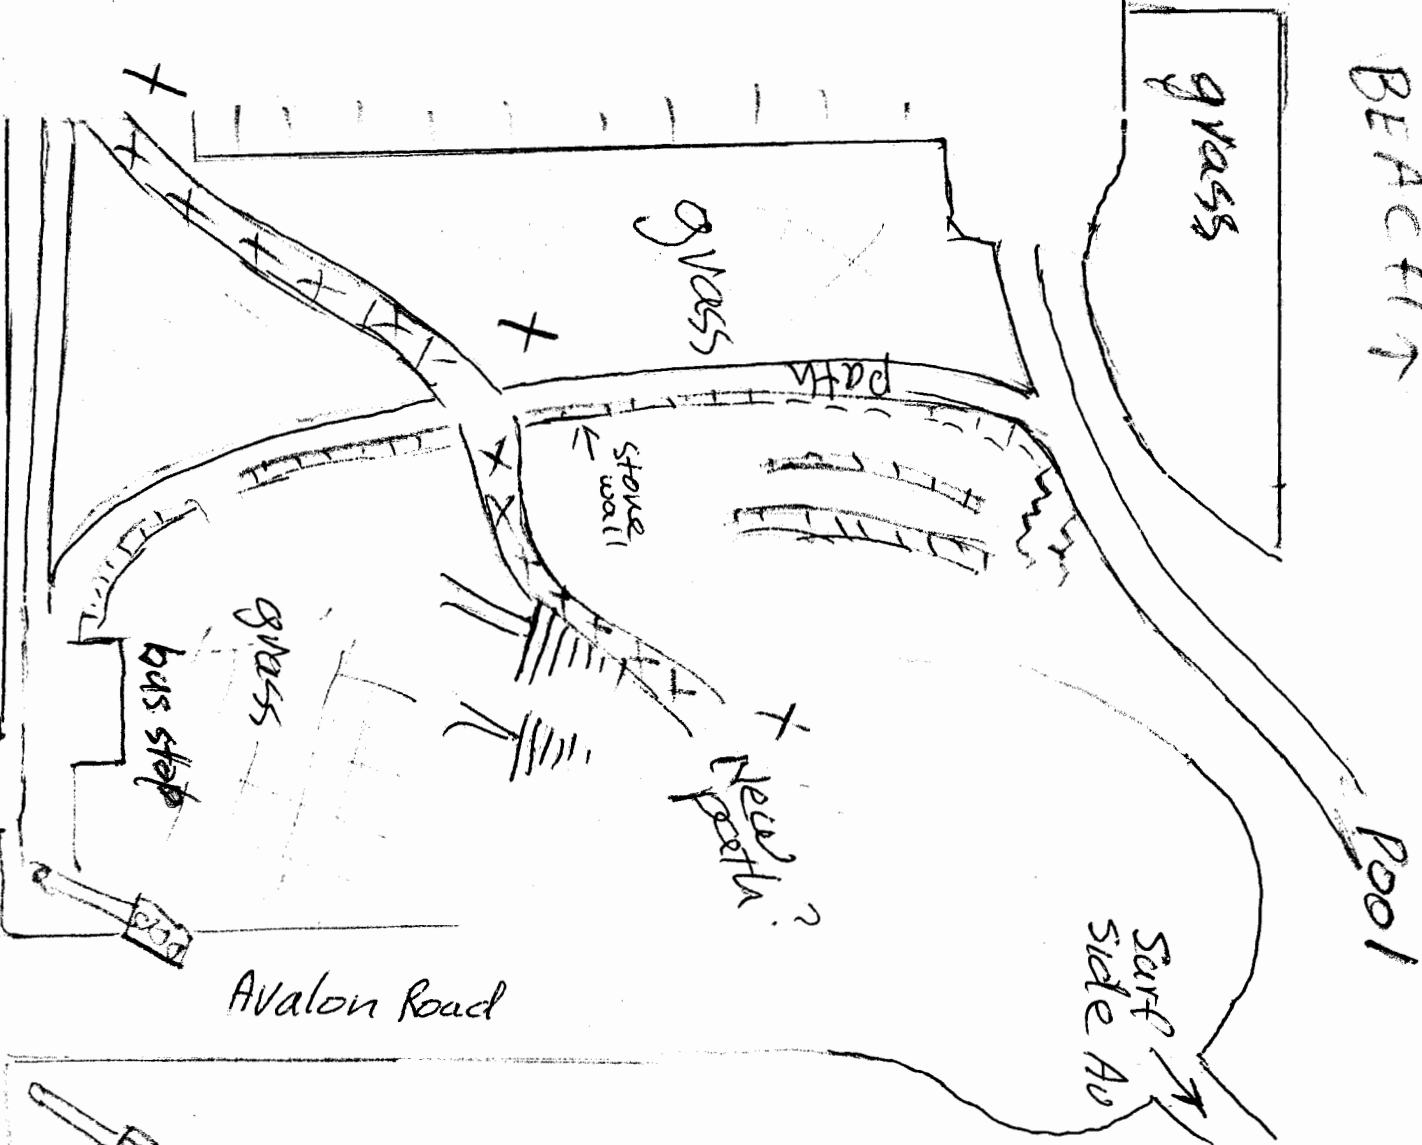 BEACH
grass
grass
path
stone
wall
grass
bus stop
New
path?
Pool
Surf
side Av
Avalon Road